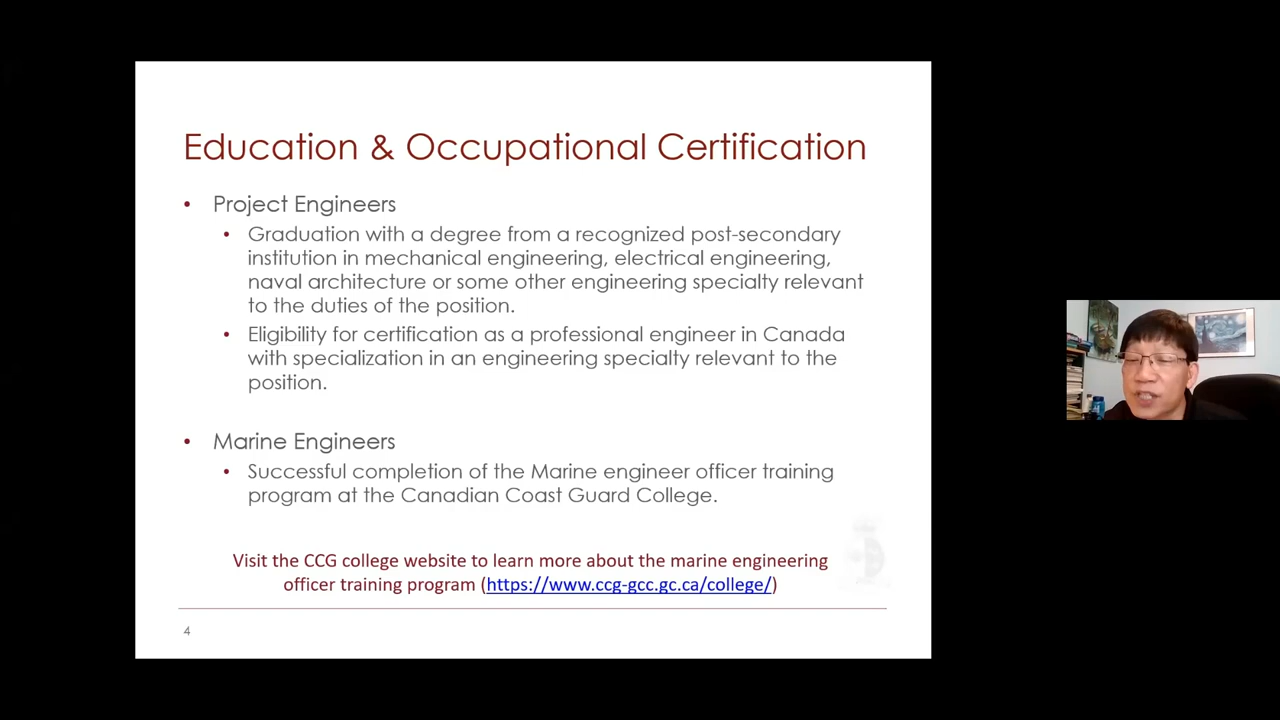 Education & Occupational Certification
• Project Engineers
• Graduation with a degree from a recognized post-secondary
institution in mechanical engineering, electrical engineering,
naval architecture or some other engineering specialty relevant
to the duties of the position.
• Eligibility for certification as a professional engineer in Canada
with specialization in an engineering specialty relevant to the
position.
• Marine Engineers
• Successful completion of the Marine engineer officer training
program at the Canadian Coast Guard College.
Visit the CCG college website to learn more about the marine engineering
officer training program (https://www.ccg-gcc.gc.ca/college/)
4